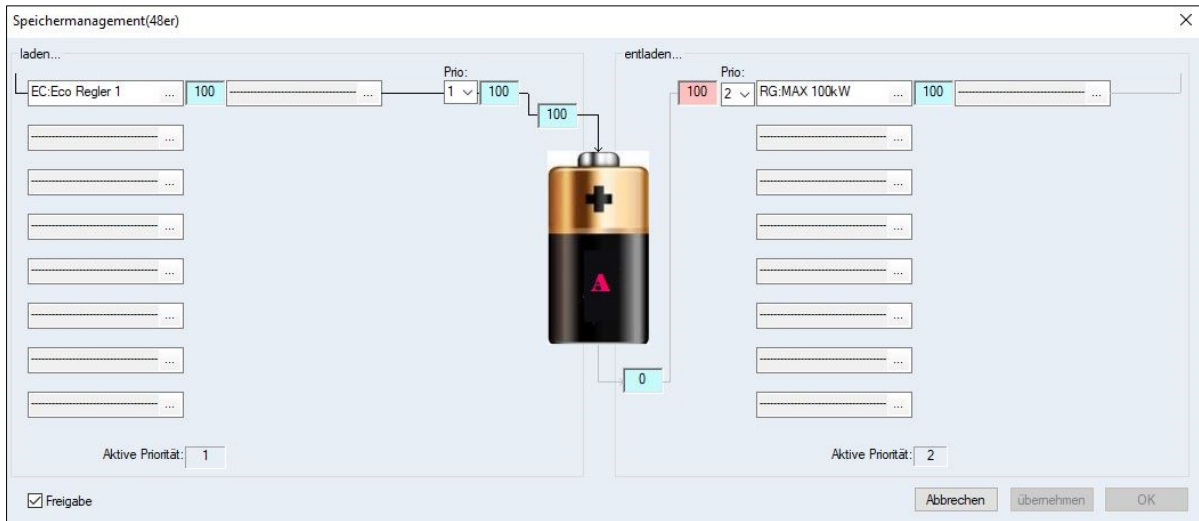 Speichermanagement(48er)
laden...
EC:Eco Regler 1 ... 100 ... Prio: 1 100
100
...
...
...
...
...
...
...
Aktive Priorität: 1
A
entladen...
100 Prio: 2 RG:MAX 100kW ... 100 ...
...
...
...
...
...
...
...
0
Aktive Priorität: 2
Freigabe
Abbrechen übernehmen OK